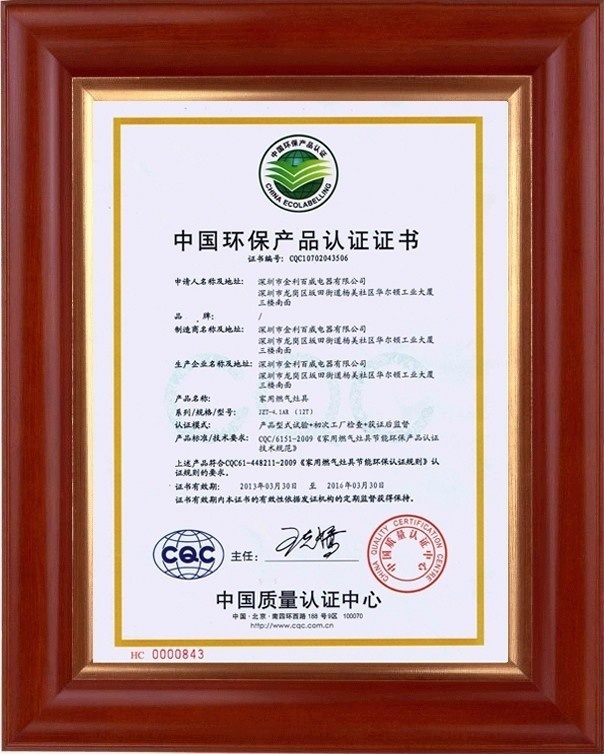 中国环保产品认证
CHINA ECOLABELLING
中国环保产品认证证书
证书编号：CQC10702043506
申请人名称及地址：深圳市金利百威电器有限公司
深圳市龙岗区坂田街道杨美社区华尔顿工业大厦
三楼南面
品 牌：/
制造商名称及地址：深圳市金利百威电器有限公司
深圳市龙岗区坂田街道杨美社区华尔顿工业大厦
三楼南面
生产企业名称及地址：深圳市金利百威电器有限公司
深圳市龙岗区坂田街道杨美社区华尔顿工业大厦
三楼南面
产品名称：家用燃气灶具
系列/规格/型号：JZT-4.1AR (12T)
认证模式：产品型式试验+初次工厂检查+获证后监督
产品标准/技术要求：CQC/6151-2009《家用燃气灶具节能环保产品认证
技术规范》
上述产品符合CQC61-448211-2009《家用燃气灶具节能环保认证规则》认
证规则的要求。
证书有效期：2013年03月30日 至 2016年03月30日
证书有效期内本证书的有效性依据发证机构的定期监督获得保持。
CQC
主任：
CHINA QUALITY CERTIFICATION CENTRE
中国质量认证中心
中国质量认证中心
中国·北京·南四环西路 188 号9区 100070
http://www.cqc.com.cn
HC 0000843